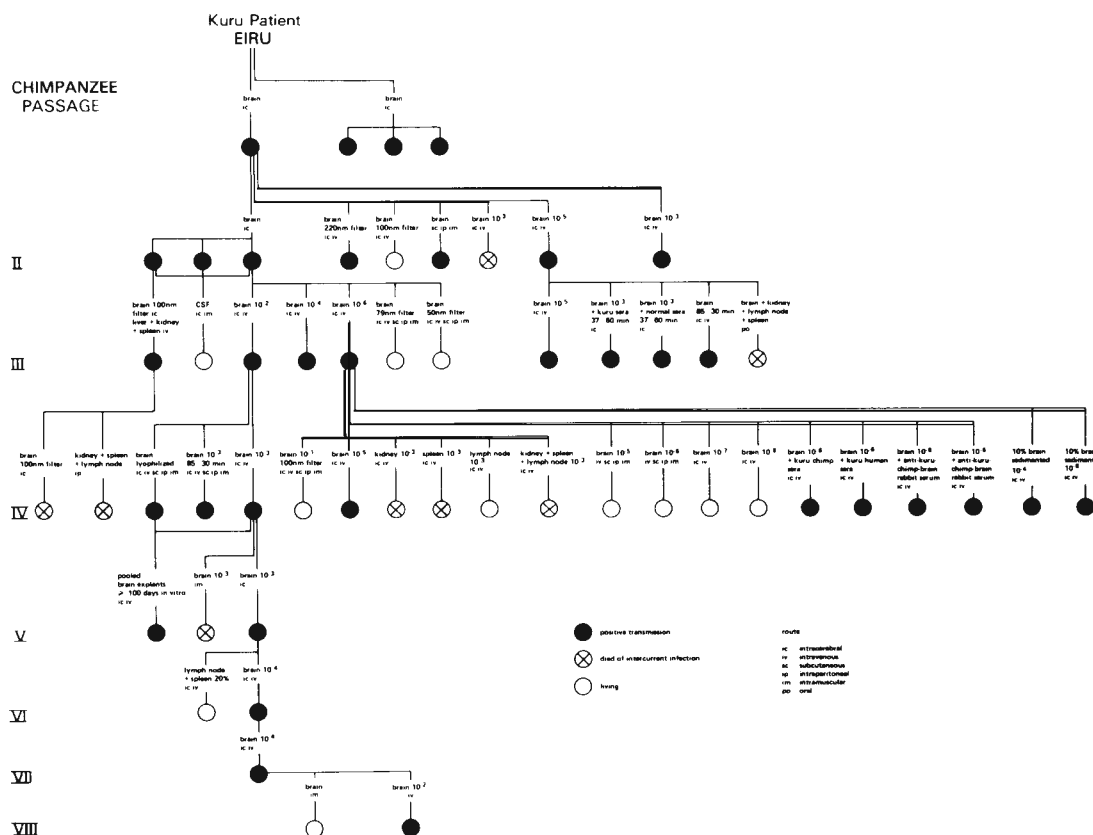 Kuru Patient
EIRU
CHIMPANZEE
PASSAGE
brain
ic
brain
ic
brain
ic
brain
220nm filter
ic iv
brain
100nm filter
ic iv
brain
sc ip im
brain 10⁻³
ic iv
brain 10⁻⁵
ic iv
brain 10⁻³
ic iv
II
brain 100nm
filter ic
liver + kidney
+ spleen iv
CSF
ic im
brain 10⁻²
ic iv
brain 10⁻⁴
ic iv
brain 10⁻⁶
ic iv
brain
79nm filter
ic iv sc ip im
brain
50nm filter
ic iv sc ip im
brain 10⁻⁵
ic iv
brain 10⁻³
+ kuru sera
37 60 min
ic
brain 10⁻³
+ normal sera
37 60 min
ic
brain
85 30 min
ic iv
brain + kidney
+ lymph node
+ spleen
po
III
brain
100nm filter
ic
kidney + spleen
+ lymph node
ip
brain
lyophilized
ic iv sc ip im
brain 10⁻³
85 30 min
ic iv sc ip im
brain 10⁻³
ic iv
brain 10⁻¹
100nm filter
ic iv
brain 10⁻⁵
ic iv
kidney 10⁻³
ic iv
spleen 10⁻³
ic iv
lymph node
10⁻³
ic iv
kidney + spleen
+ lymph node 10⁻³
ic iv
brain 10⁻⁵
iv sc ip im
brain 10⁻⁶
iv sc ip im
brain 10⁻⁷
ic iv
brain 10⁻⁸
ic iv
brain 10⁻⁶
+ kuru chimp
sera
ic iv
brain 10⁻⁶
+ kuru human
sera
ic iv
brain 10⁻⁶
+ anti-kuru-
chimp-brain
rabbit serum
ic iv
brain 10⁻⁶
+ anti-kuru
chimp brain
rabbit serum
ic iv
10% brain
sedimented
10⁻⁴
ic iv
10% brain
sedimented
10⁻⁶
ic iv
IV
pooled
brain explants
≥ 100 days in vitro
ic iv
brain 10⁻³
im
brain 10⁻³
ic
V
positive transmission
died of intercurrent infection
living
route
ic intracerebral
iv intravenous
sc subcutaneous
ip intraperitoneal
im intramuscular
po oral
lymph node
+ spleen 20%
ic iv
brain 10⁻⁴
ic iv
VI
brain 10⁻⁴
ic iv
VII
brain
im
brain 10⁻²
iv
VIII